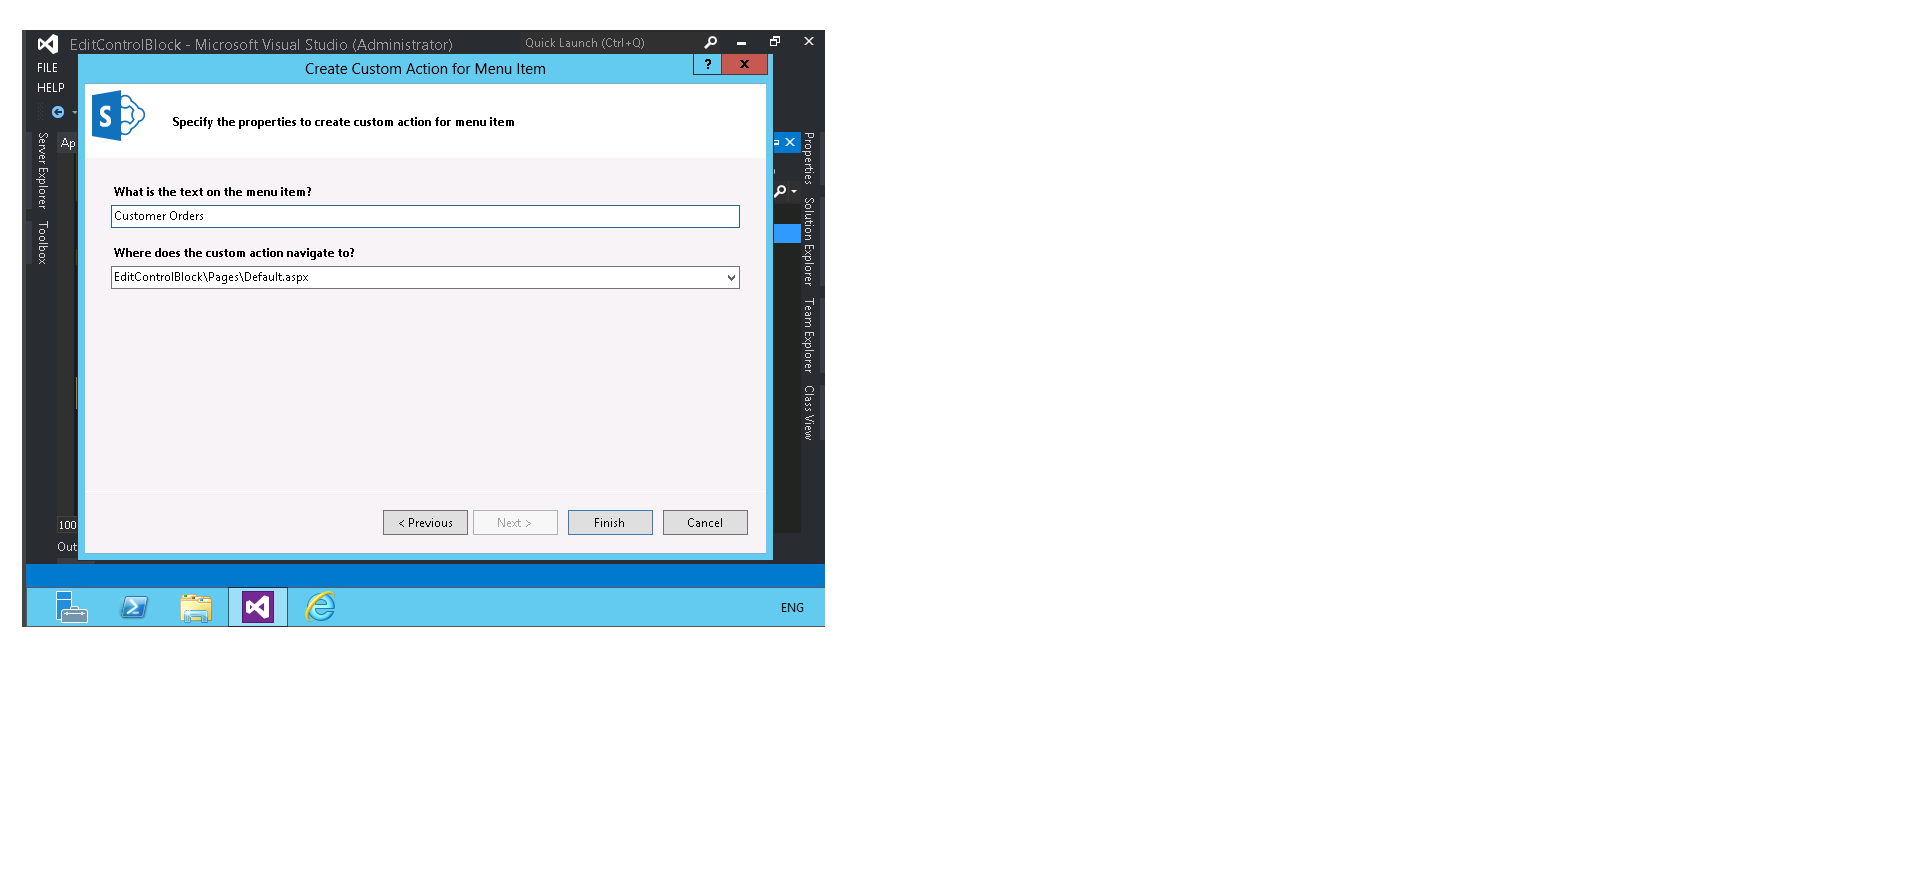 EditControlBlock - Microsoft Visual Studio (Administrator)
Quick Launch (Ctrl+Q)
FILE
HELP
Create Custom Action for Menu Item
?
x
S
Specify the properties to create custom action for menu item
Ap
Server Explorer
Toolbox
What is the text on the menu item?
Customer Orders
Where does the custom action navigate to?
EditControlBlock\Pages\Default.aspx
Properties
Solution Explorer
Team Explorer
Class View
< Previous
Next >
Finish
Cancel
100
Out
ENG